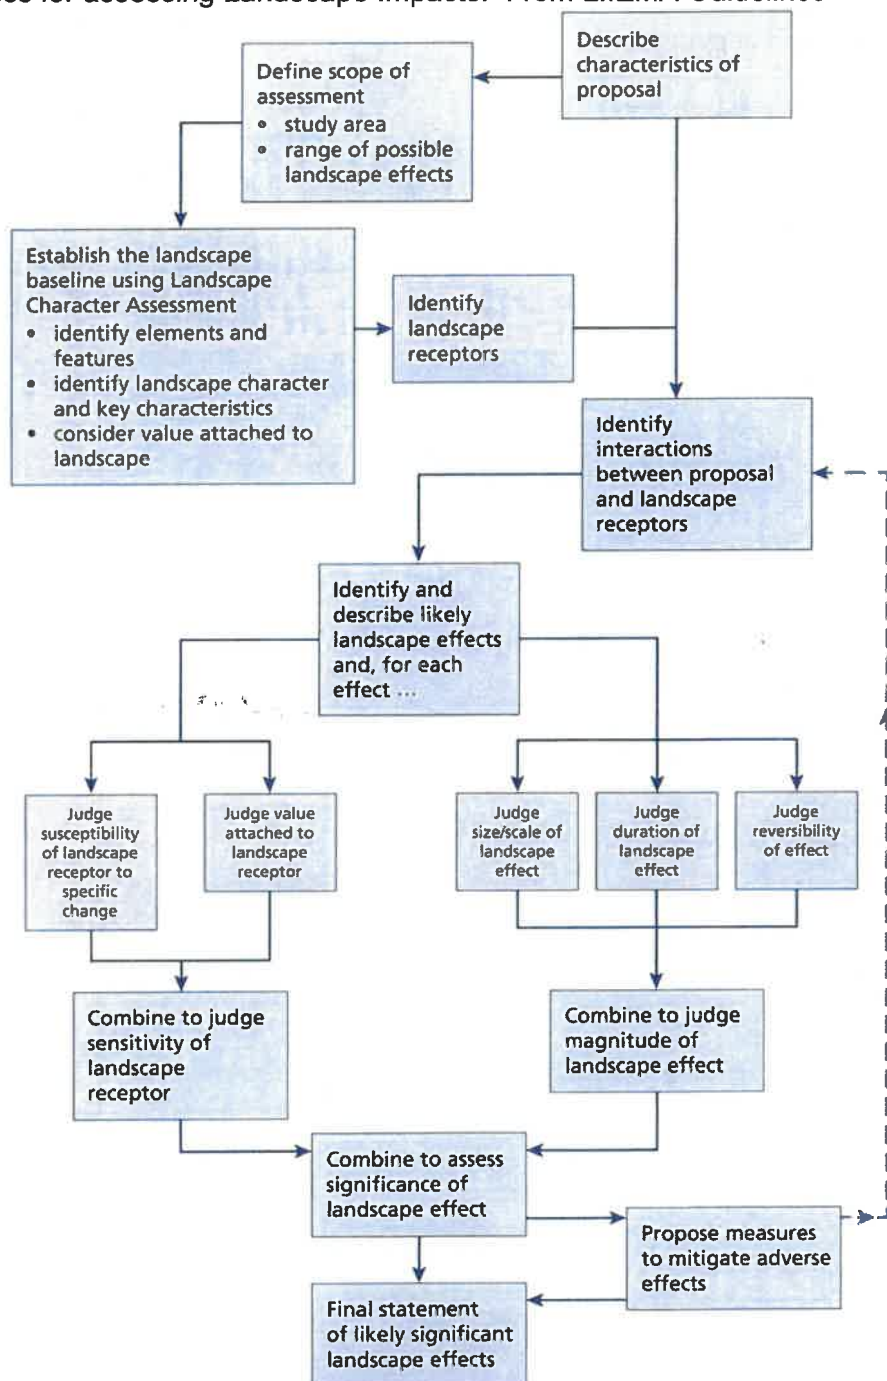 for assessing Landscape Impacts.
Describe
characteristics of
proposal
Define scope of
assessment
• study area
• range of possible
landscape effects
Establish the landscape
baseline using Landscape
Character Assessment
• identify elements and
features
• identify landscape character
and key characteristics
• consider value attached to
landscape
Identify
landscape
receptors
Identify
interactions
between proposal
and landscape
receptors
Identify and
describe likely
landscape effects
and, for each
effect ...
Judge
susceptibility
of landscape
receptor to
specific
change
Judge value
attached to
landscape
receptor
Judge
size/scale of
landscape
effect
Judge
duration of
landscape
effect
Judge
reversibility
of effect
Combine to judge
sensitivity of
landscape
receptor
Combine to judge
magnitude of
landscape effect
Combine to assess
significance of
landscape effect
Propose measures
to mitigate adverse
effects
Final statement
of likely significant
landscape effects